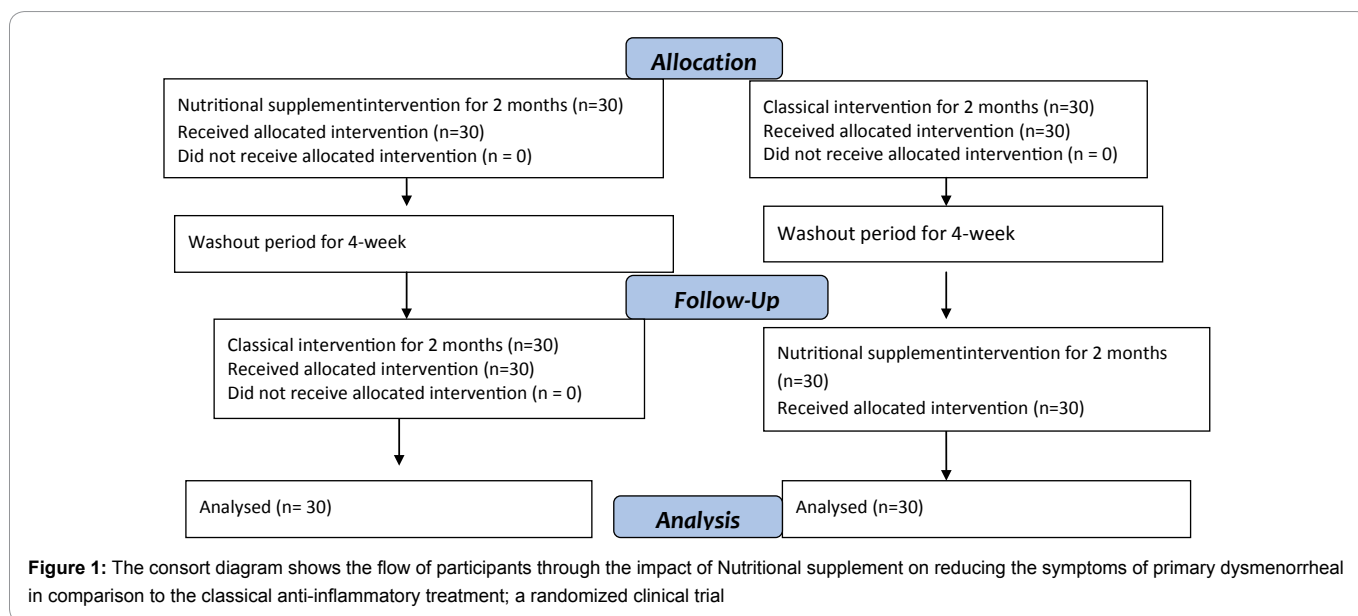 Allocation
Nutritional supplementintervention for 2 months (n=30)
Received allocated intervention (n=30)
Did not receive allocated intervention (n = 0)
Classical intervention for 2 months (n=30)
Received allocated intervention (n=30)
Did not receive allocated intervention (n = 0)
Washout period for 4-week
Washout period for 4-week
Follow-Up
Classical intervention for 2 months (n=30)
Received allocated intervention (n=30)
Did not receive allocated intervention (n = 0)
Nutritional supplementintervention for 2 months
(n=30)
Received allocated intervention (n=30)
Analysed (n= 30)
Analysis
Analysed (n=30)
Figure 1: The consort diagram shows the flow of participants through the impact of Nutritional supplement on reducing the symptoms of primary dysmenorrheal
in comparison to the classical anti-inflammatory treatment; a randomized clinical trial